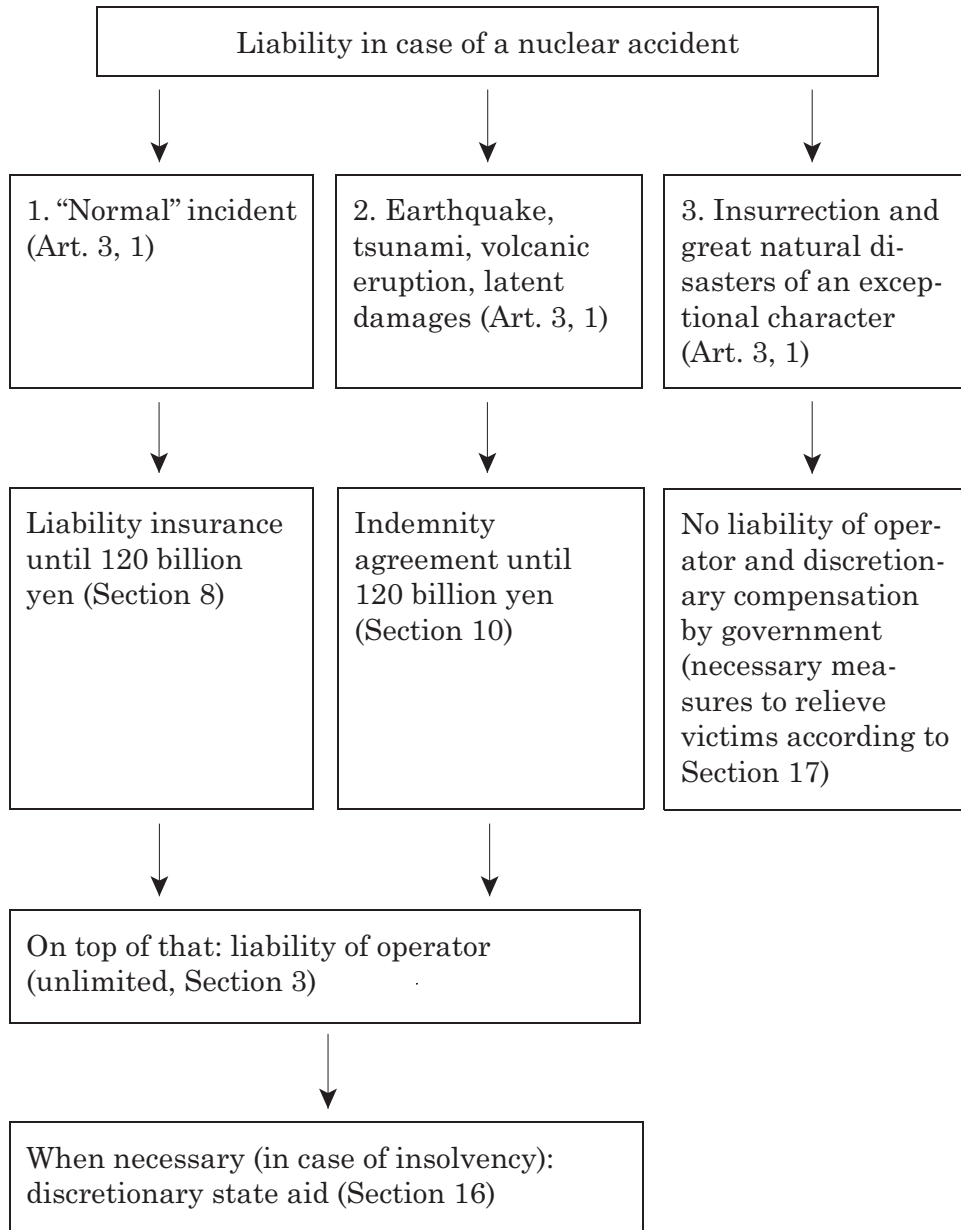 Liability in case of a nuclear accident
1. “Normal” incident
(Art. 3, 1)
2. Earthquake,
tsunami, volcanic
eruption, latent
damages (Art. 3, 1)
3. Insurrection and
great natural di-
sasters of an excep-
tional character
(Art. 3, 1)
Liability insurance
until 120 billion
yen (Section 8)
Indemnity
agreement until
120 billion yen
(Section 10)
No liability of oper-
ator and discretion-
ary compensation
by government
(necessary mea-
sures to relieve
victims according to
Section 17)
On top of that: liability of operator
(unlimited, Section 3)
When necessary (in case of insolvency):
discretionary state aid (Section 16)